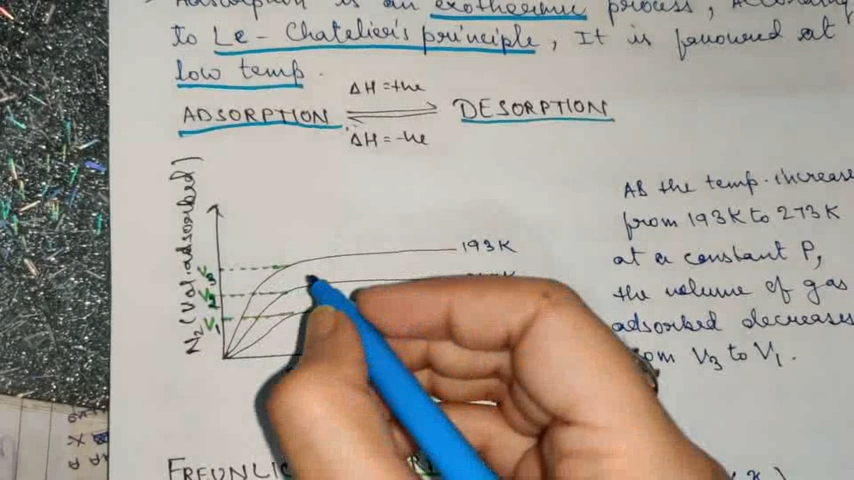 Adsorption is an exothermic process, According
to Le-Chatelier's principle, It is favoured at
low temp.
ΔH=+ve
ADSORPTION ⇌ DESORPTION
ΔH=-ve
N2 (Vol. adsorbed)
V3
V2
V1
193K
As the temp. increase
from 193K to 273K
at a constant P,
the volume of gas
adsorbed decreases
from V3 to V1.
FREUNLIC